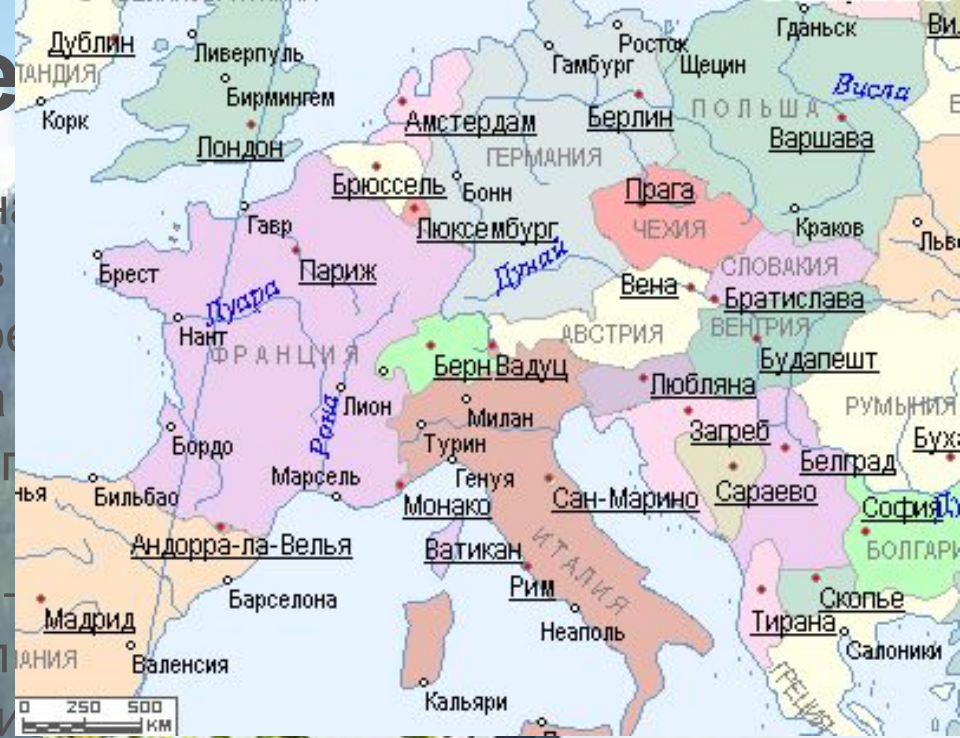 Гданьск
Дублин
Ливерпуль
Росток
Гамбург
Щецин
Висла
Бирмингем
ПОЛЬША
Корк
Амстердам
Берлин
Варшава
Лондон
ГЕРМАНИЯ
Брюссель
Бонн
Прага
Гавр
Люксембург
ЧЕХИЯ
Краков
Брест
Париж
Дунай
СЛОВАКИЯ
Луара
Вена
Братислава
Нант
ФРАНЦИЯ
АВСТРИЯ
ВЕНГРИЯ
Берн
Вадуц
Будапешт
Любляна
Лион
Милан
РУМЫНИЯ
Рона
Бордо
Турин
Загреб
Марсель
Генуя
Белград
Бильбао
Монако
Сан-Марино
Сараево
София
Андорра-ла-Велья
Ватикан
ИТАЛИЯ
БОЛГАРИ
Рим
Барселона
Скопье
Мадрид
Неаполь
Тирана
Салоники
Валенсия
ГРЕЦИЯ
Кальяри
0 250 500
КМ